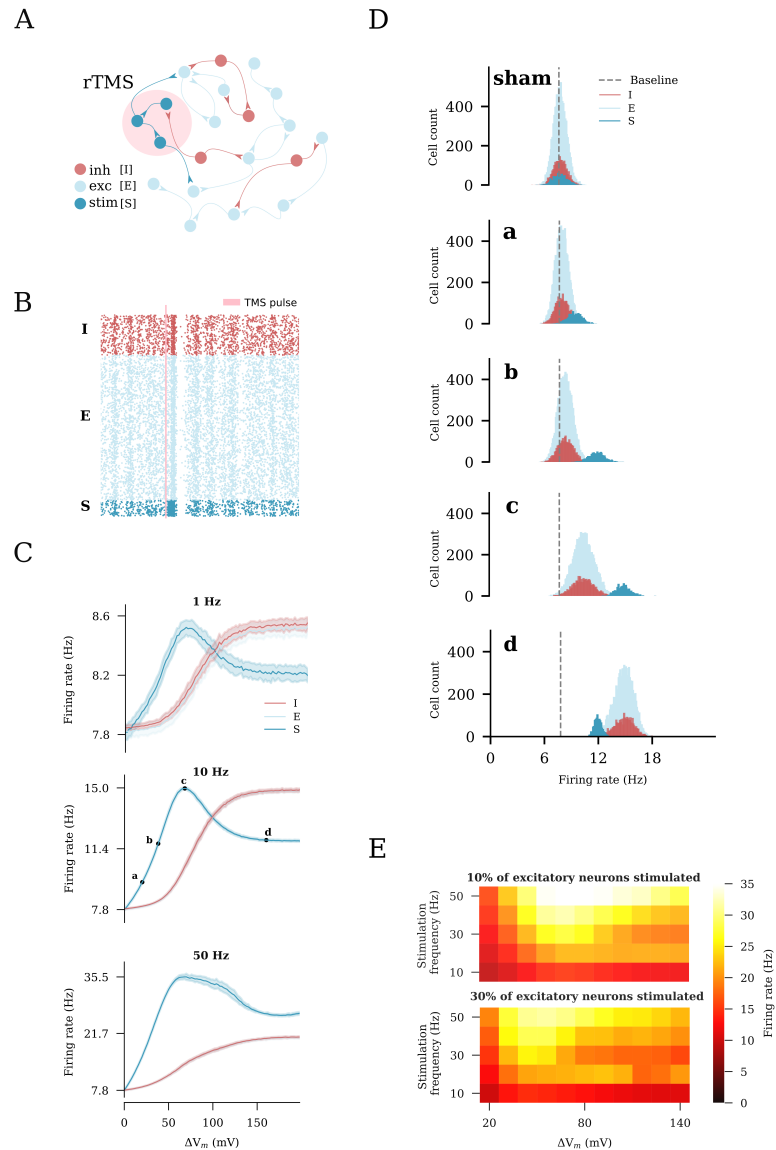 A
rTMS
inh [I]
exc [E]
stim [S]
B
TMS pulse
I
E
S
C
1 Hz
Firing rate (Hz)
8.6
8.2
7.8
I
E
S
10 Hz
Firing rate (Hz)
15.0
11.4
7.8
a
b
c
d
50 Hz
Firing rate (Hz)
35.5
21.7
7.8
0 50 100 150
ΔVm (mV)
D
sham
Baseline
I
E
S
Cell count
400
200
0
a
Cell count
400
200
0
b
Cell count
400
200
0
c
Cell count
400
200
0
d
Cell count
400
200
0
0 6 12 18
Firing rate (Hz)
E
10% of excitatory neurons stimulated
Stimulation
frequency (Hz)
50
30
10
30% of excitatory neurons stimulated
Stimulation
frequency (Hz)
50
30
10
20 80 140
ΔVm (mV)
35
30
25
20
15
10
5
0
Firing rate (Hz)